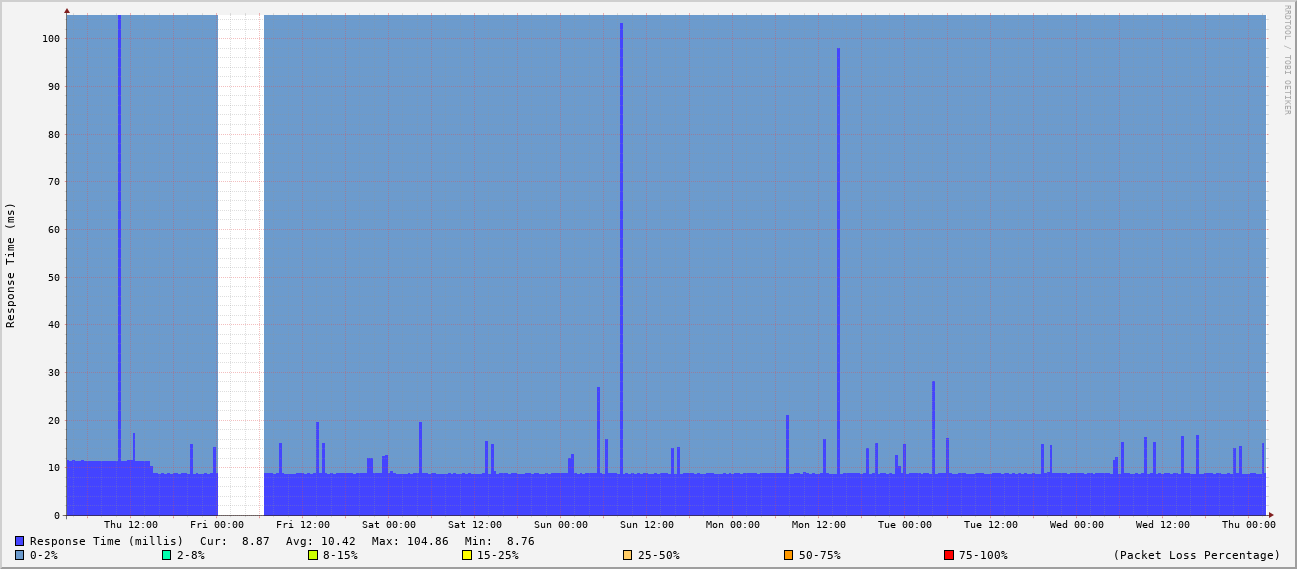 RRDTOOL / TOBI OETIKER
Response Time (ms)
100
90
80
70
60
50
40
30
20
10
0
Thu 12:00 Fri 00:00 Fri 12:00 Sat 00:00 Sat 12:00 Sun 00:00 Sun 12:00 Mon 00:00 Mon 12:00 Tue 00:00 Tue 12:00 Wed 00:00 Wed 12:00 Thu 00:00
Response Time (millis) Cur: 8.87 Avg: 10.42 Max: 104.86 Min: 8.76
0-2% 2-8% 8-15% 15-25% 25-50% 50-75% 75-100% (Packet Loss Percentage)